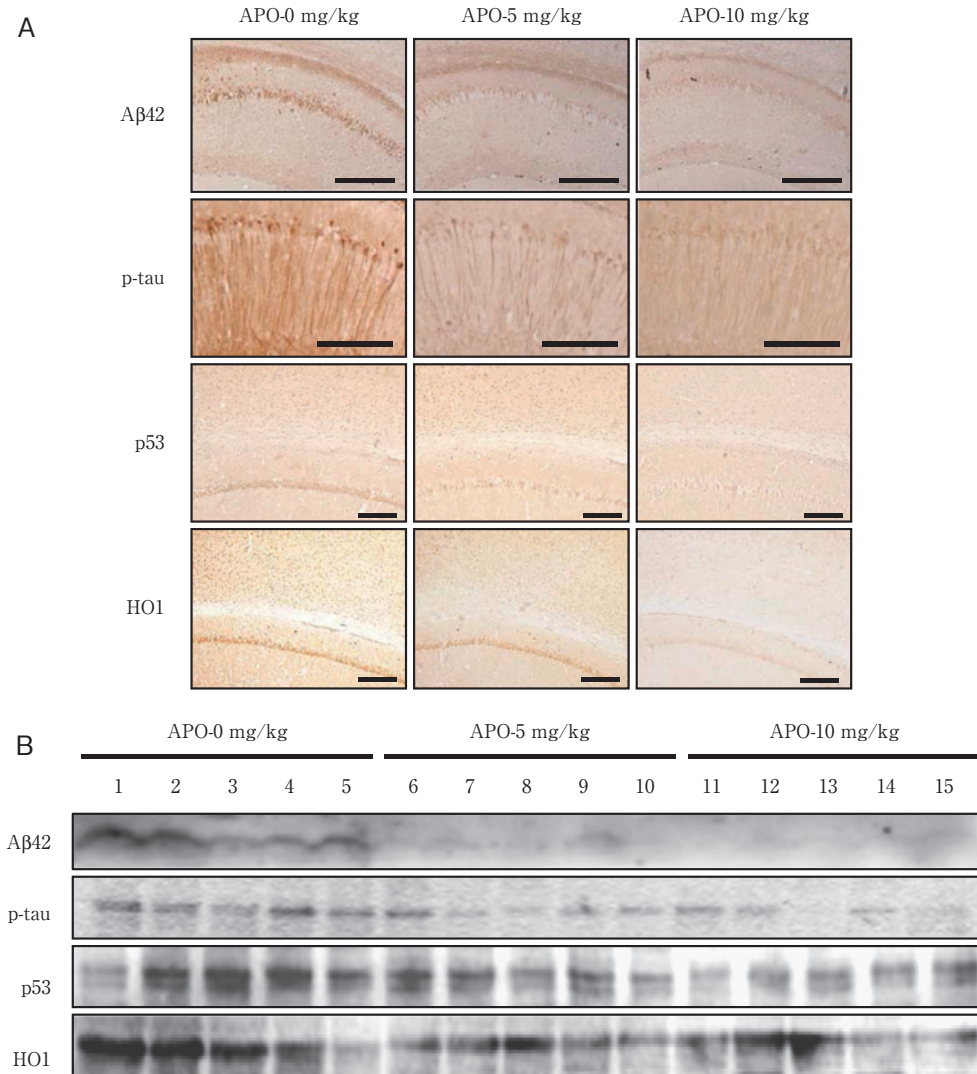 A
APO-0 mg/kg APO-5 mg/kg APO-10 mg/kg
Aβ42
p-tau
p53
HO1
B
APO-0 mg/kg APO-5 mg/kg APO-10 mg/kg
1 2 3 4 5 6 7 8 9 10 11 12 13 14 15
Aβ42
p-tau
p53
HO1